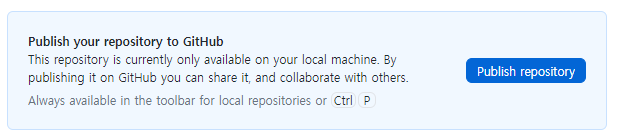 Publish your repository to GitHub
This repository is currently only available on your local machine. By
publishing it on GitHub you can share it, and collaborate with others.
Publish repository
Always available in the toolbar for local repositories or Ctrl P